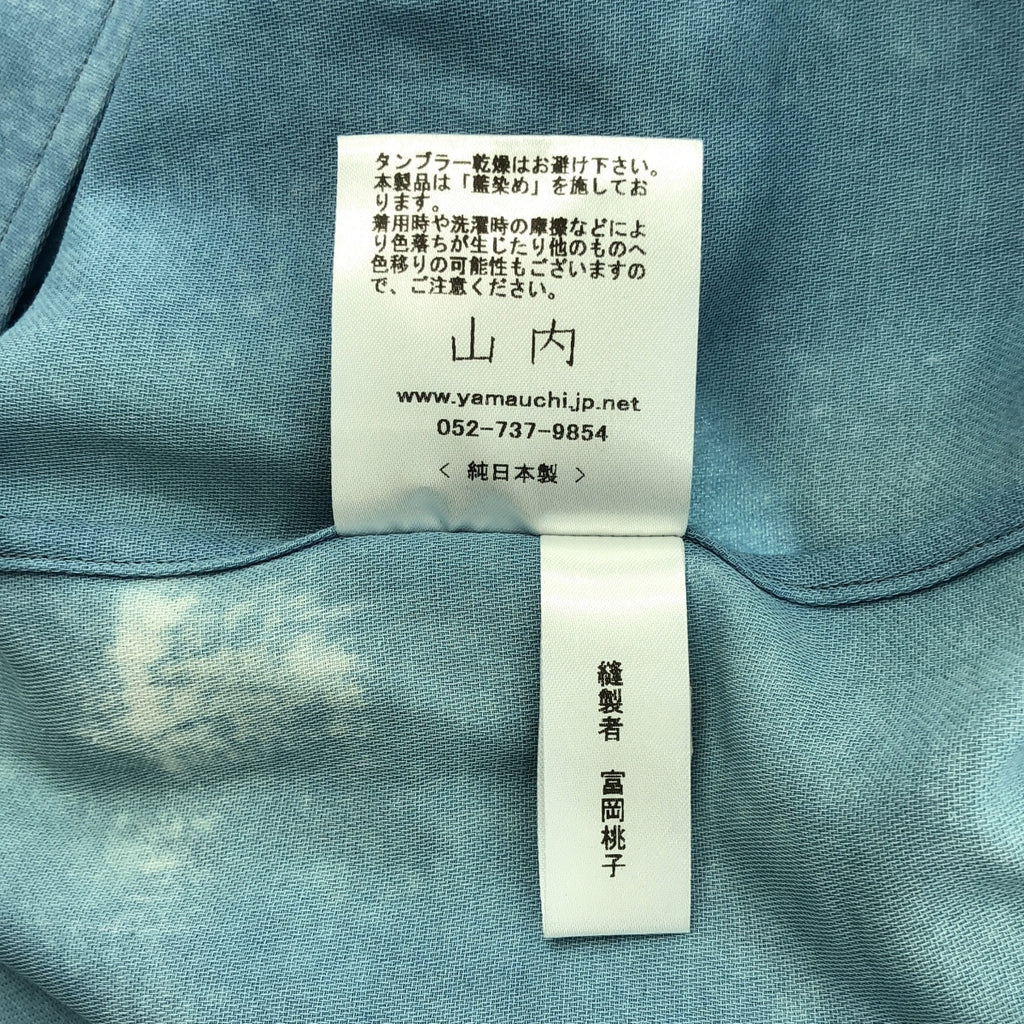 タンブラー乾燥はお避け下さい。
本製品は「藍染め」を施してお
ります。
着用時や洗濯時の摩擦などによ
り色落ちが生じたり他のものへ
色移りの可能性もございますの
で、ご注意ください。
山内
www.yamauchi.jp.net
052-737-9854
< 純日本製 >
縫製者 富岡桃子